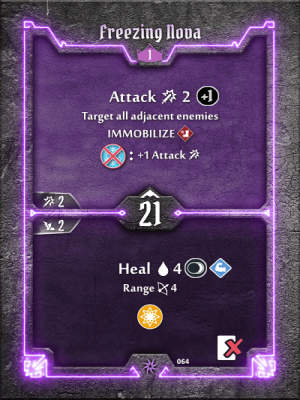 Freezing Nova
1
Attack 2 +1
Target all adjacent enemies
IMMOBILIZE
: +1 Attack
2
21
2
Heal 4
Range 4
064